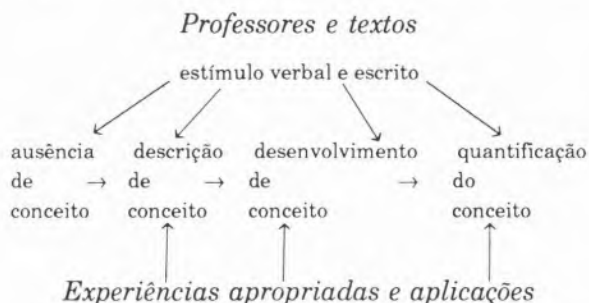 Professores e textos
estímulo verbal e escrito
ausência descrição desenvolvimento quantificação
de → de → de → do
conceito conceito conceito conceito
Experiências apropriadas e aplicações